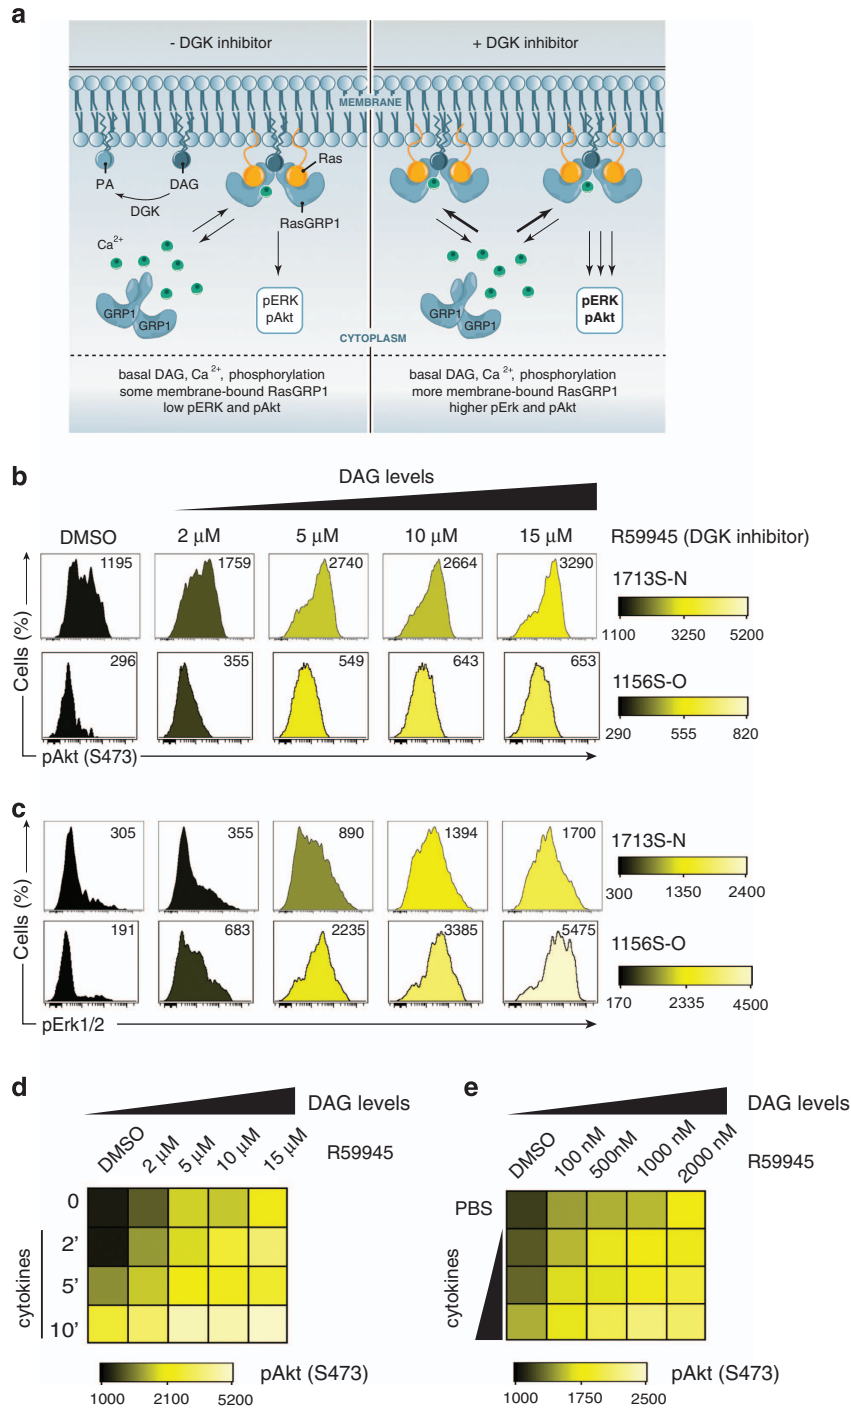 a
- DGK inhibitor
+ DGK inhibitor
MEMBRANE
PA
DAG
DGK
Ras
RasGRP1
Ca2+
GRP1
GRP1
pERK
pAkt
GRP1
GRP1
pERK
pAkt
CYTOPLASM
basal DAG, Ca 2+, phosphorylation
some membrane-bound RasGRP1
low pERK and pAkt
basal DAG, Ca 2+, phosphorylation
more membrane-bound RasGRP1
higher pErk and pAkt
b
DAG levels
DMSO 2 µM 5 µM 10 µM 15 µM R59945 (DGK inhibitor)
1195 1759 2740 2664 3290
1713S-N
1100 3250 5200
296 355 549 643 653
1156S-O
290 555 820
Cells (%)
pAkt (S473)
c
305 355 890 1394 1700
1713S-N
300 1350 2400
191 683 2235 3385 5475
1156S-O
170 2335 4500
Cells (%)
pErk1/2
d
DAG levels
DMSO 2 µM 5 µM 10 µM 15 µM R59945
0
2’
5’
10’
cytokines
pAkt (S473)
1000 2100 5200
e
DAG levels
DMSO 100 nM 500nM 1000 nM 2000 nM R59945
PBS
cytokines
pAkt (S473)
1000 1750 2500